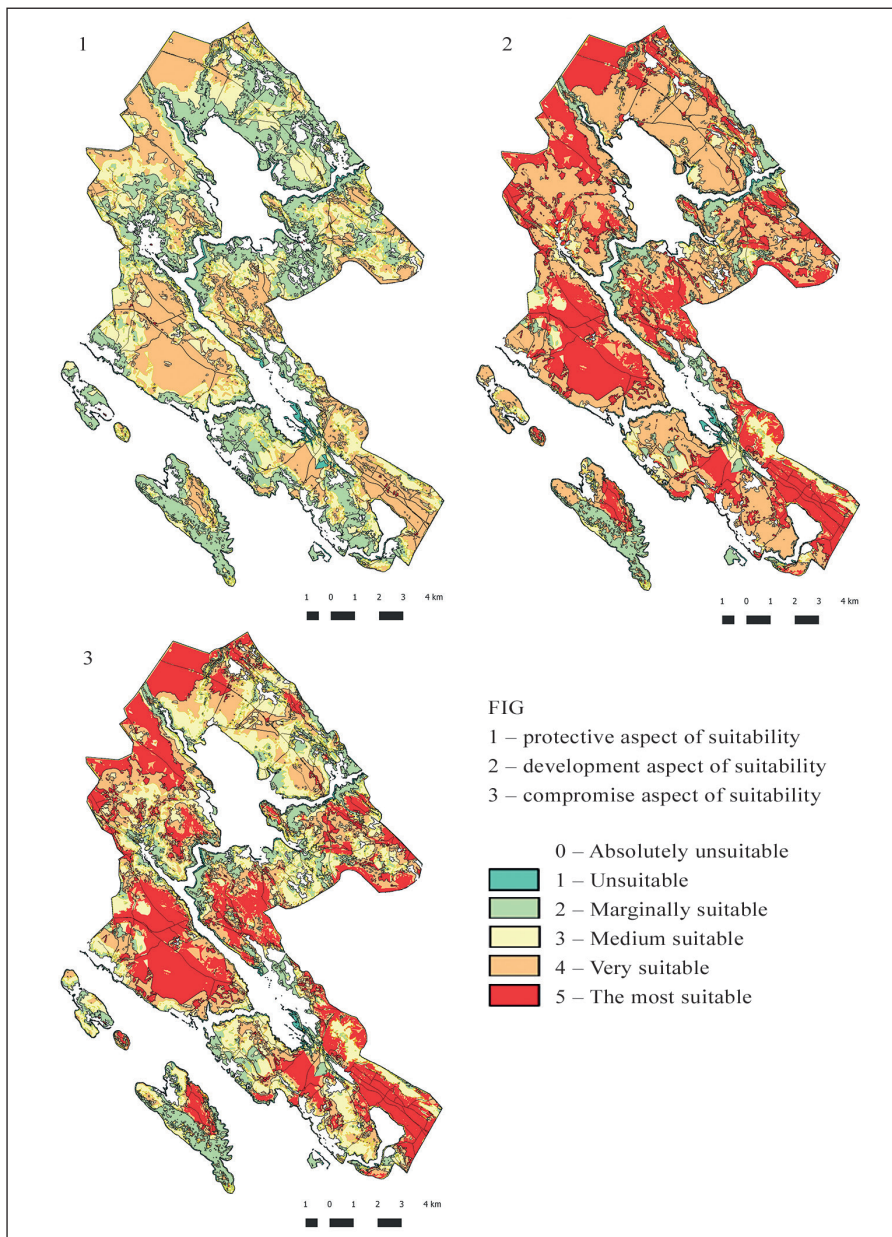 1
2
1 0 1 2 3 4 km
1 0 1 2 3 4 km
3
FIG
1 – protective aspect of suitability
2 – development aspect of suitability
3 – compromise aspect of suitability
0 – Absolutely unsuitable
1 – Unsuitable
2 – Marginally suitable
3 – Medium suitable
4 – Very suitable
5 – The most suitable
1 0 1 2 3 4 km